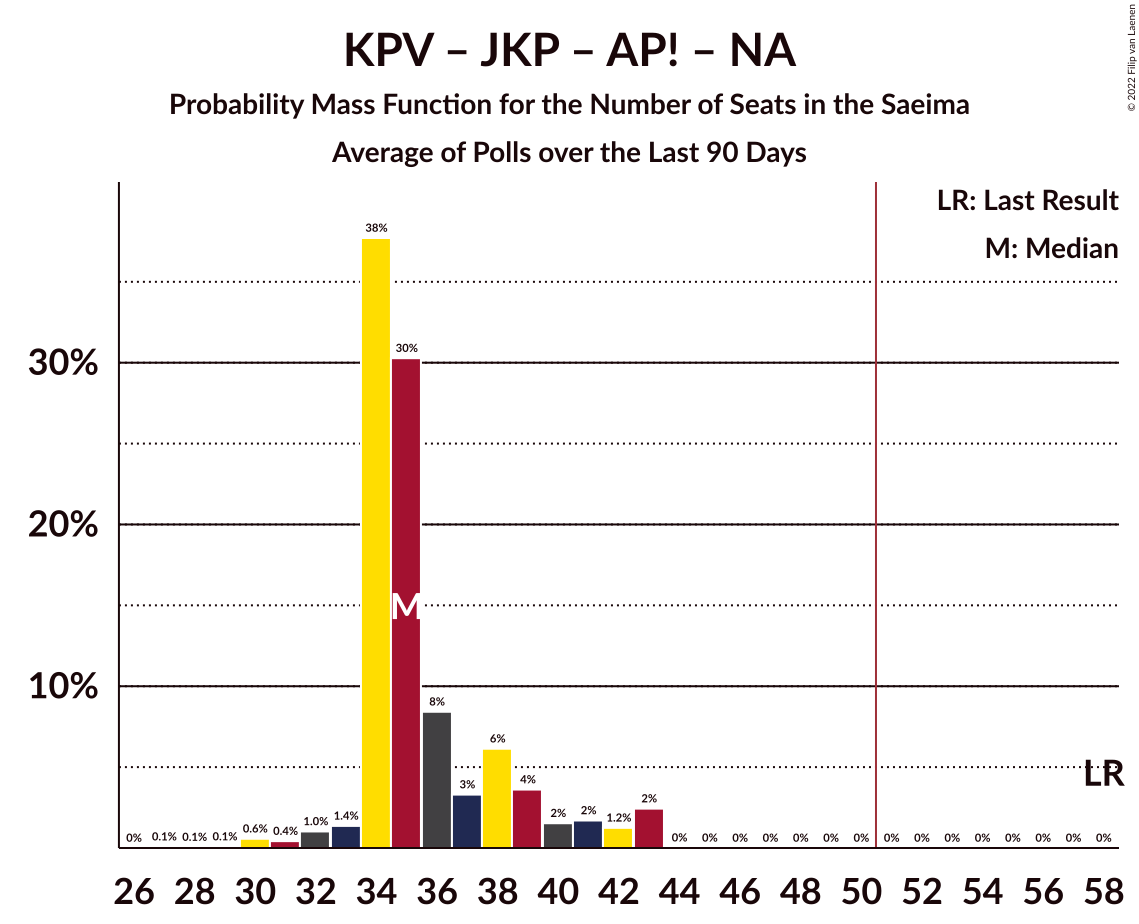 KPV – JKP – AP! – NA
Probability Mass Function for the Number of Seats in the Saeima
Average of Polls over the Last 90 Days
© 2022 Filip van Laenen
LR: Last Result
M: Median
30%
20%
10%
0% 0.1% 0.1% 0.1% 0.6% 0.4% 1.0% 1.4% 38% 30% 8% 3% 6% 4% 2% 2% 1.2% 2% 0% 0% 0% 0% 0% 0% 0% 0% 0% 0% 0% 0% 0% 0% 0%
M
LR
26 28 30 32 34 36 38 40 42 44 46 48 50 52 54 56 58